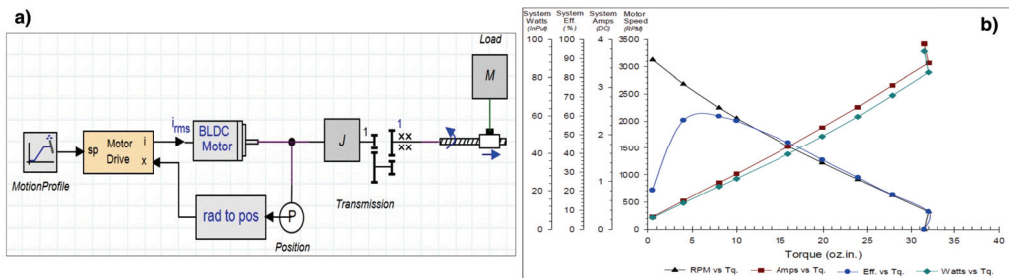 a)
Load
M
MotionProfile
sp
Motor
Drive
i
x
i rms
BLDC
Motor
J
1
1
xx
xx
Transmission
rad to pos
P
Position
b)
System
Watts
(InPut)
System
Eff.
(%)
System
Amps
(DC)
Motor
Speed
(RPM)
100
90
80
70
60
50
40
30
20
10
0
100
90
80
70
60
50
40
30
20
10
0
4
3
2
1
0
3500
3000
2500
2000
1500
1000
500
0
0 5 10 15 20 25 30 35 40
Torque (oz.in.)
RPM vs Tq. Amps vs Tq. Eff. vs Tq. Watts vs Tq.